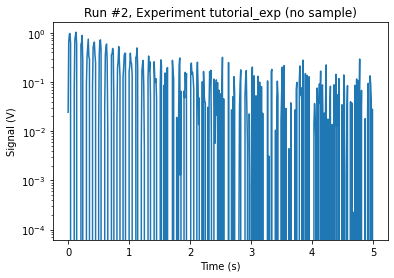 Run #2, Experiment tutorial_exp (no sample)
Signal (V)
10⁰
10⁻¹
10⁻²
10⁻³
10⁻⁴
0 1 2 3 4 5
Time (s)